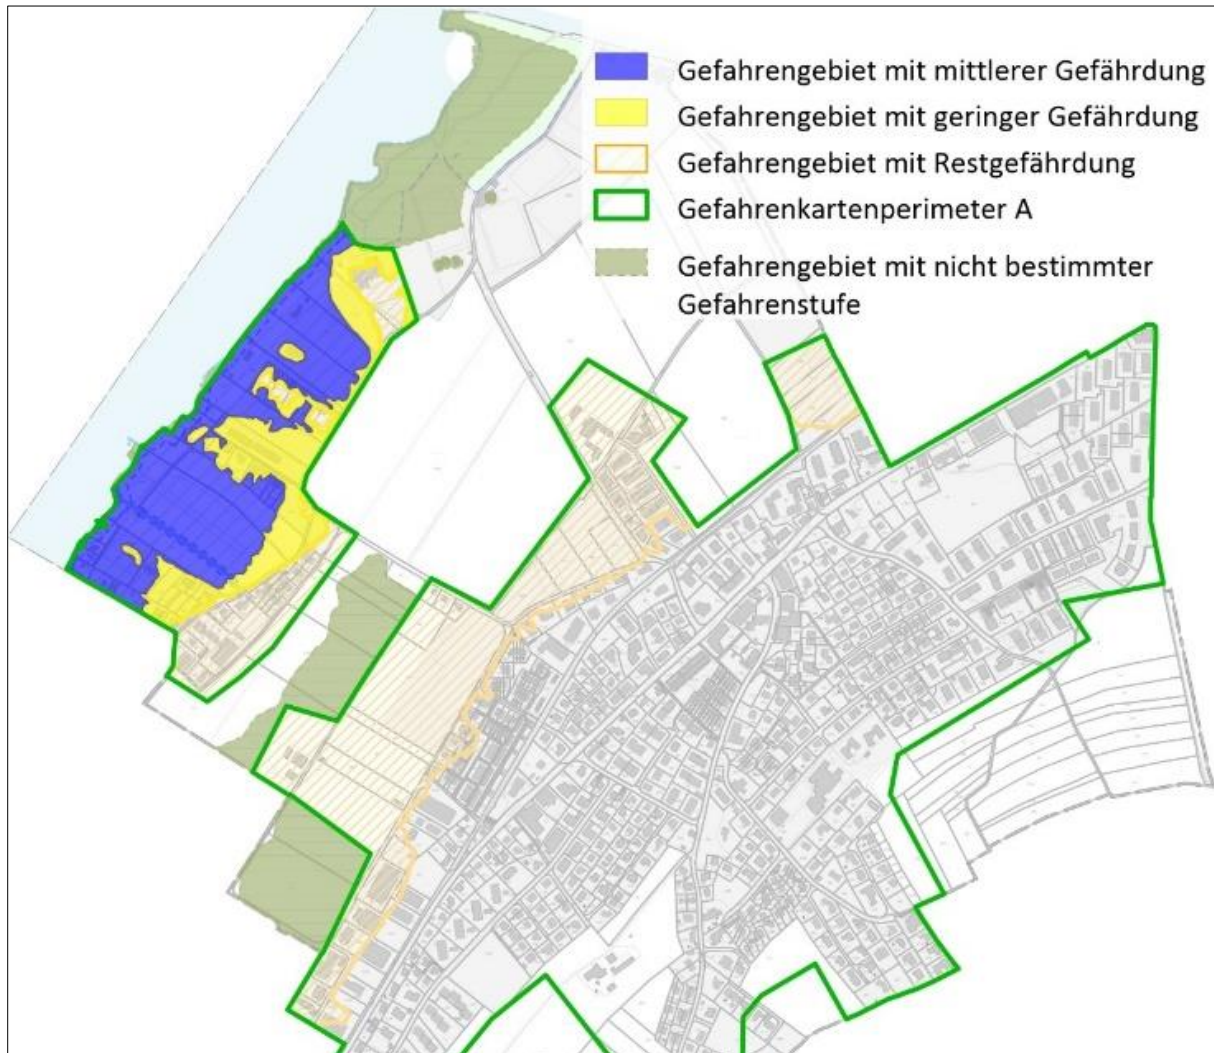 Gefahrengebiet mit mittlerer Gefährdung
Gefahrengebiet mit geringer Gefährdung
Gefahrengebiet mit Restgefährdung
Gefahrenkartenperimeter A
Gefahrengebiet mit nicht bestimmter
Gefahrenstufe